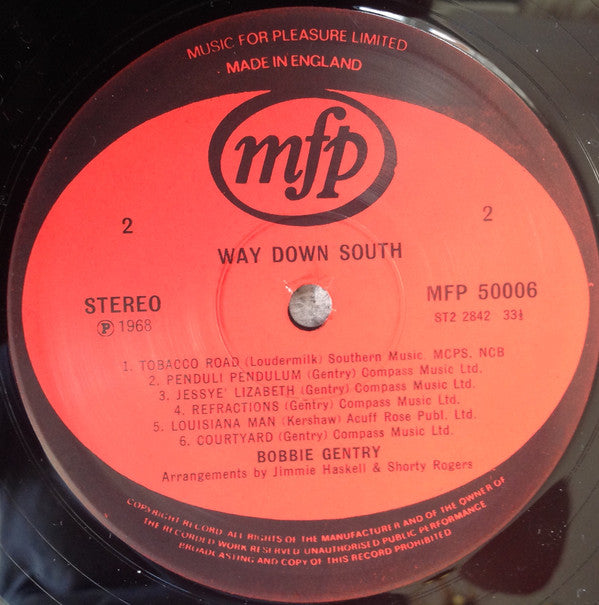 MUSIC FOR PLEASURE LIMITED
MADE IN ENGLAND
mfp
2
2
WAY DOWN SOUTH
STEREO
MFP 50006
Ⓟ 1968
ST2 2842 33⅓
1. TOBACCO ROAD (Loudermilk) Southern Music, MCPS, NCB
2. PENDULI PENDULUM (Gentry) Compass Music Ltd.
3. JESSYE' LIZABETH (Gentry) Compass Music Ltd.
4. REFRACTIONS (Gentry) Compass Music Ltd.
5. LOUISIANA MAN (Kershaw) Acuff Rose Publ. Ltd.
6. COURTYARD (Gentry) Compass Music Ltd.
BOBBIE GENTRY
Arrangements by Jimmie Haskell & Shorty Rogers
COPYRIGHT RECORD. ALL RIGHTS OF THE MANUFACTURER AND OF THE OWNER OF
THE RECORDED WORK RESERVED UNAUTHORISED PUBLIC PERFORMANCE
BROADCASTING AND COPY OF THIS RECORD PROHIBITED